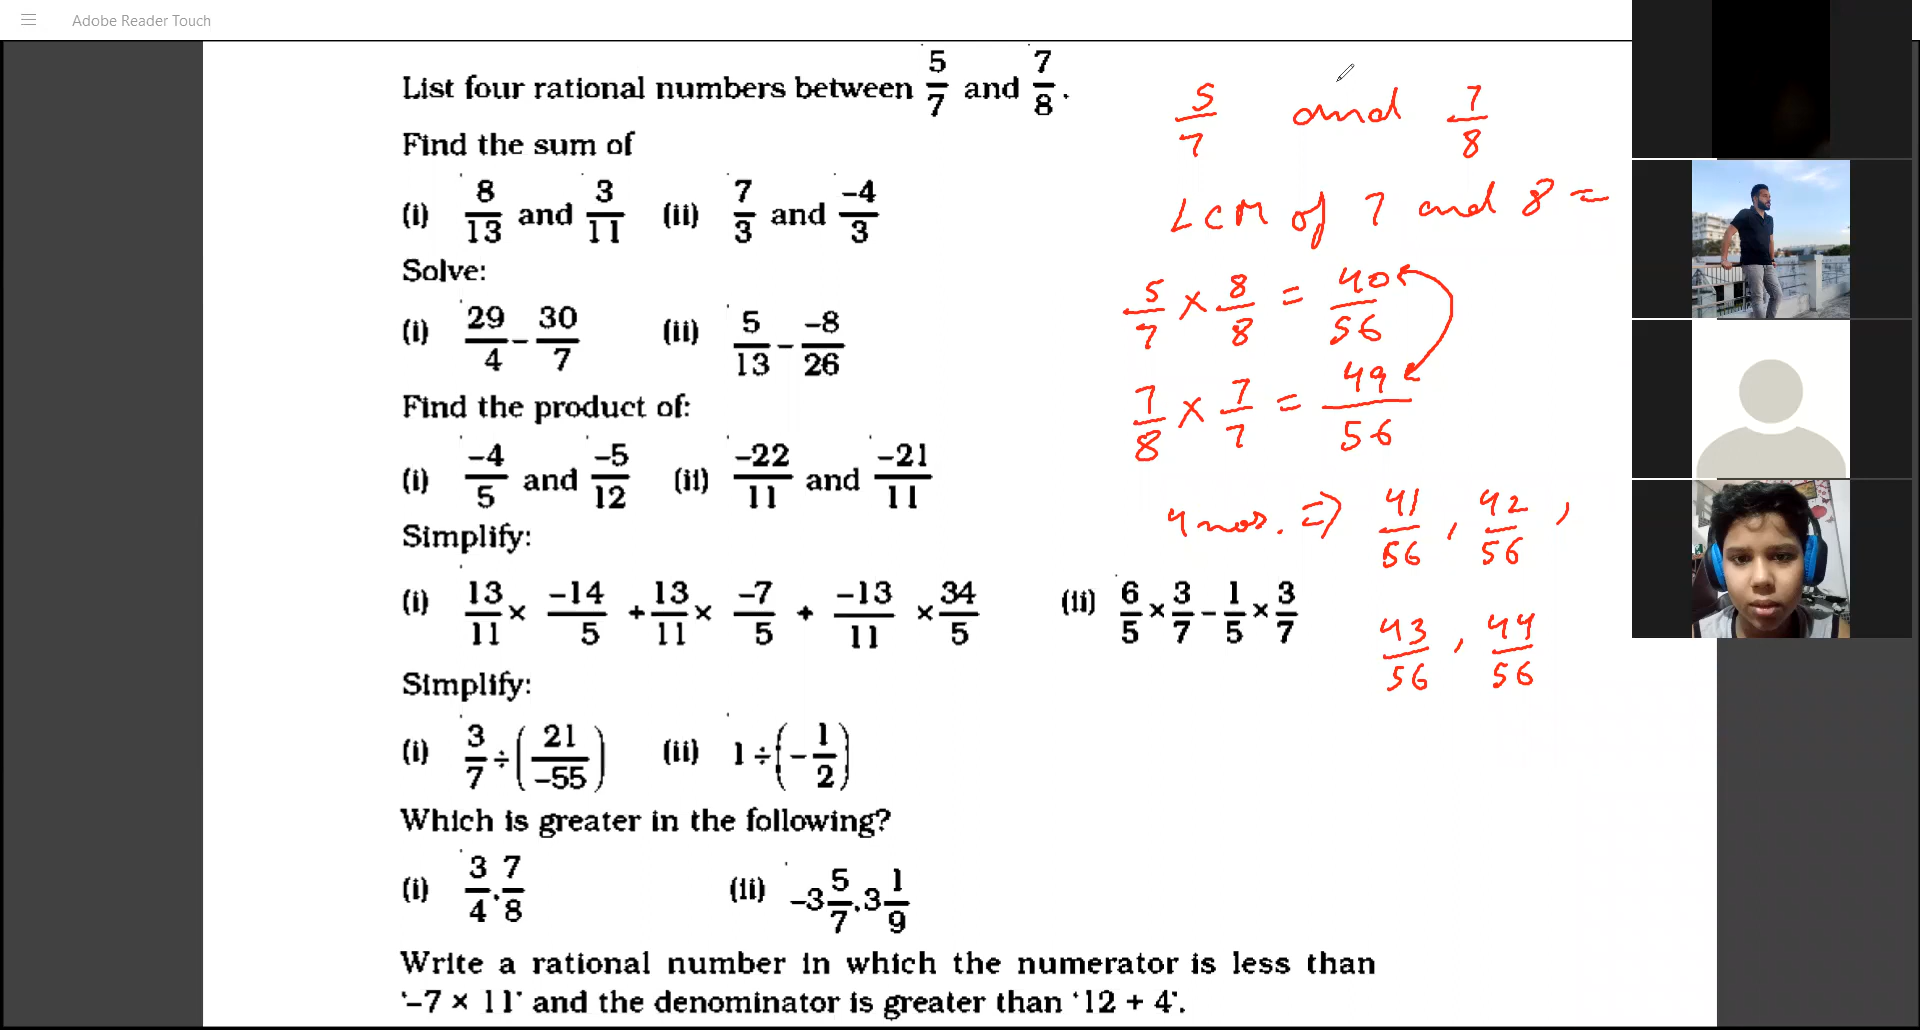 Adobe Reader Touch
List four rational numbers between 5/7 and 7/8.
Find the sum of
(i) 8/13 and 3/11 (ii) 7/3 and -4/3
Solve:
(i) 29/4 - 30/7 (ii) 5/13 - -8/26
Find the product of:
(i) -4/5 and -5/12 (ii) -22/11 and -21/11
Simplify:
(i) 13/11 × -14/5 + 13/11 × -7/5 + -13/11 × 34/5 (ii) 6/5 × 3/7 - 1/5 × 3/7
Simplify:
(i) 3/7 ÷ (21/-55) (ii) 1 ÷ (-1/2)
Which is greater in the following?
(i) 3/4, 7/8 (ii) -3 5/7, 3 1/9
Write a rational number in which the numerator is less than
'-7 × 11' and the denominator is greater than '12 + 4'.
5/7 and 7/8
LCM of 7 and 8 =
5/7 × 8/8 = 40/56
7/8 × 7/7 = 49/56
4 nos. ⇒ 41/56, 42/56,
43/56, 44/56